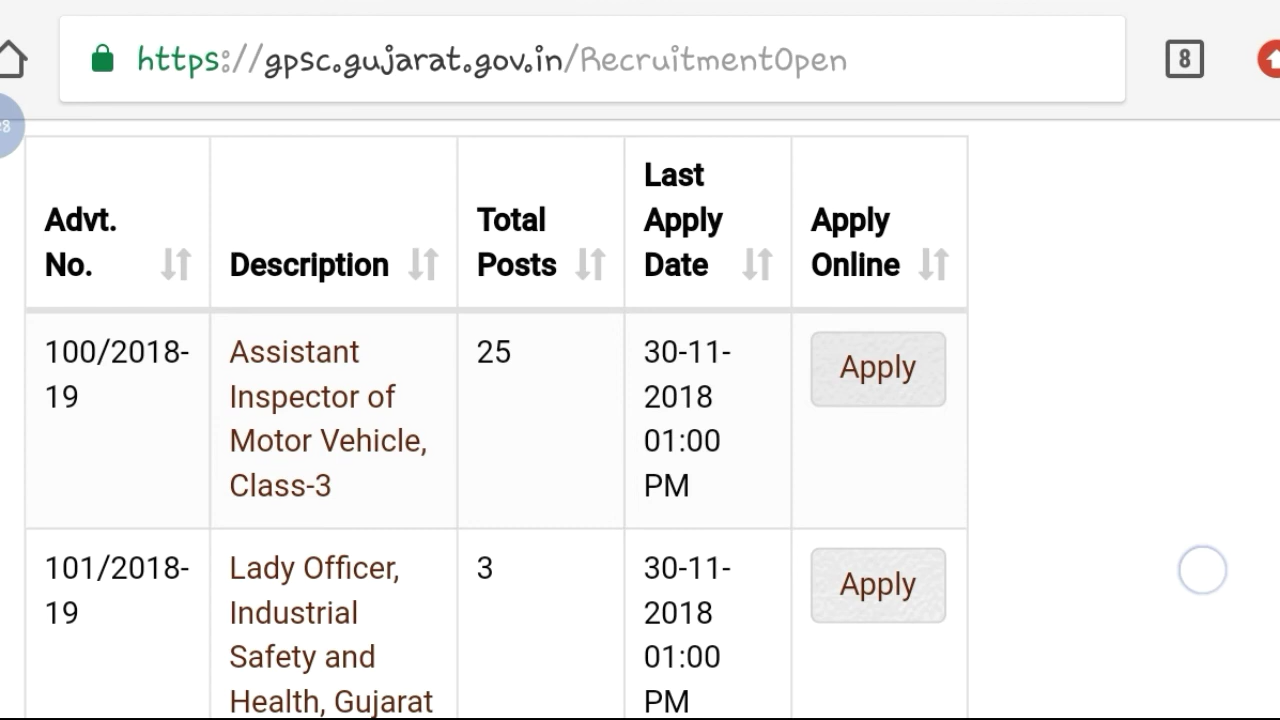 https://gpsc.gujarat.gov.in/RecruitmentOpen
8
Advt.
No.
Description
Total
Posts
Last
Apply
Date
Apply
Online
100/2018-
19
Assistant
Inspector of
Motor Vehicle,
Class-3
25
30-11-
2018
01:00
PM
Apply
101/2018-
19
Lady Officer,
Industrial
Safety and
Health, Gujarat
3
30-11-
2018
01:00
PM
Apply